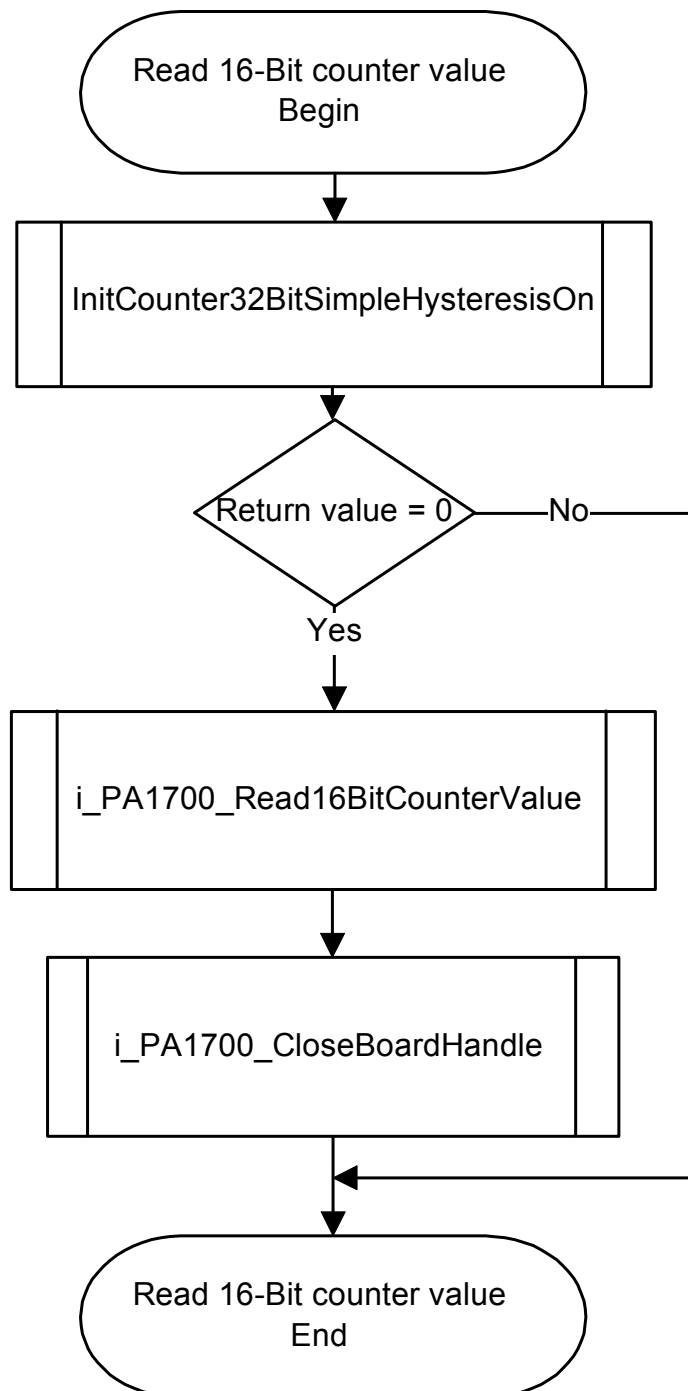 Read 16-Bit counter value
Begin
InitCounter32BitSimpleHysteresisOn
Return value = 0
No
Yes
i_PA1700_Read16BitCounterValue
i_PA1700_CloseBoardHandle
Read 16-Bit counter value
End